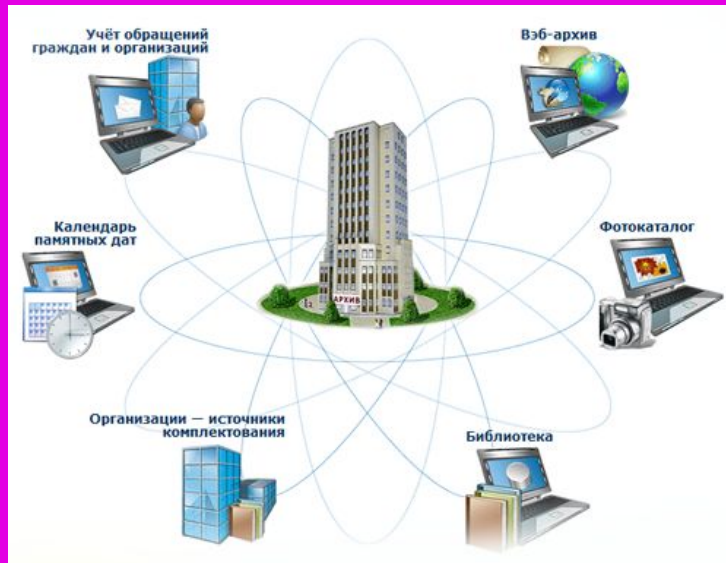 Учёт обращений
граждан и организаций
Вэб-архив
Календарь
памятных дат
АРХИВ
Фотокаталог
Организации — источники
комплектования
Библиотека